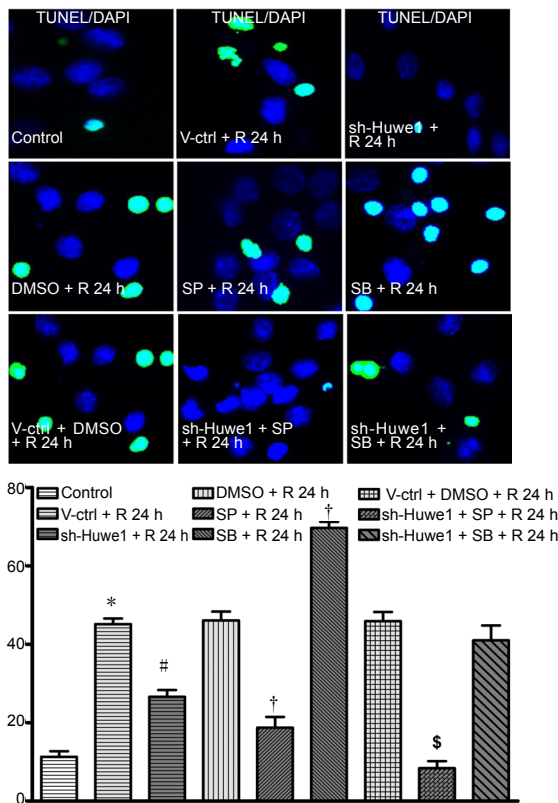 TUNEL/DAPI TUNEL/DAPI TUNEL/DAPI
Control
V-ctrl + R 24 h
sh-Huwe1 +
R 24 h
DMSO + R 24 h
SP + R 24 h
SB + R 24 h
V-ctrl + DMSO
+ R 24 h
sh-Huwe1 + SP
+ R 24 h
sh-Huwe1 +
SB + R 24 h
80
60
40
20
0
Control
V-ctrl + R 24 h
sh-Huwe1 + R 24 h
DMSO + R 24 h
SP + R 24 h
SB + R 24 h
V-ctrl + DMSO + R 24 h
sh-Huwe1 + SP + R 24 h
sh-Huwe1 + SB + R 24 h
*
#
†
†
$